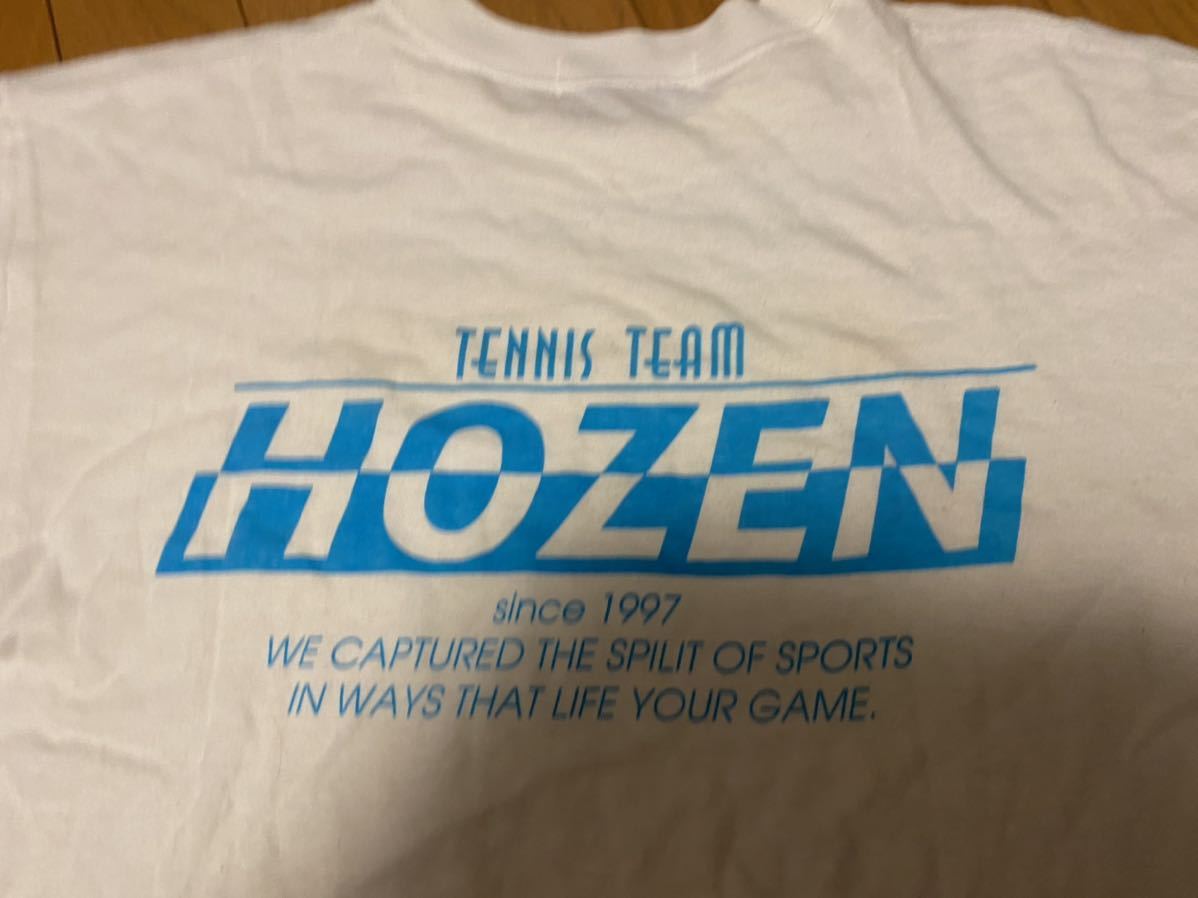 TENNIS TEAM
HOZEN
since 1997
WE CAPTURED THE SPILIT OF SPORTS
IN WAYS THAT LIFE YOUR GAME.